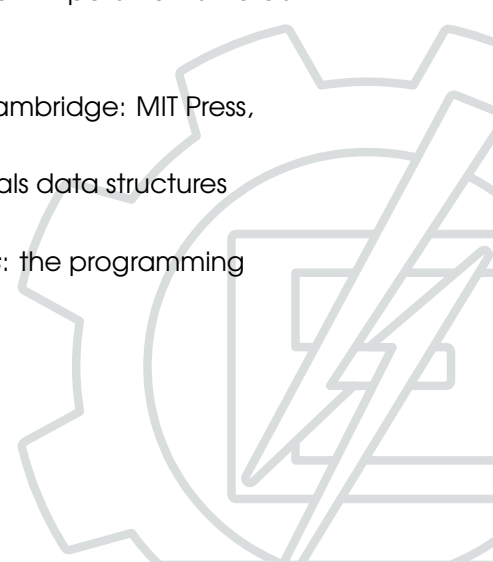 ambridge: MIT Press,
als data structures
: the programming